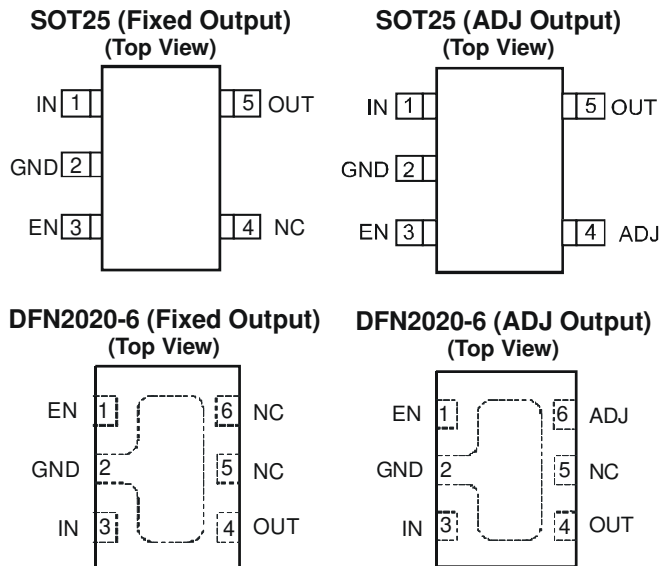 SOT25 (Fixed Output)
(Top View)
IN 1 5 OUT
GND 2
EN 3 4 NC
SOT25 (ADJ Output)
(Top View)
IN 1 5 OUT
GND 2
EN 3 4 ADJ
DFN2020-6 (Fixed Output)
(Top View)
EN 1 6 NC
GND 2 5 NC
IN 3 4 OUT
DFN2020-6 (ADJ Output)
(Top View)
EN 1 6 ADJ
GND 2 5 NC
IN 3 4 OUT